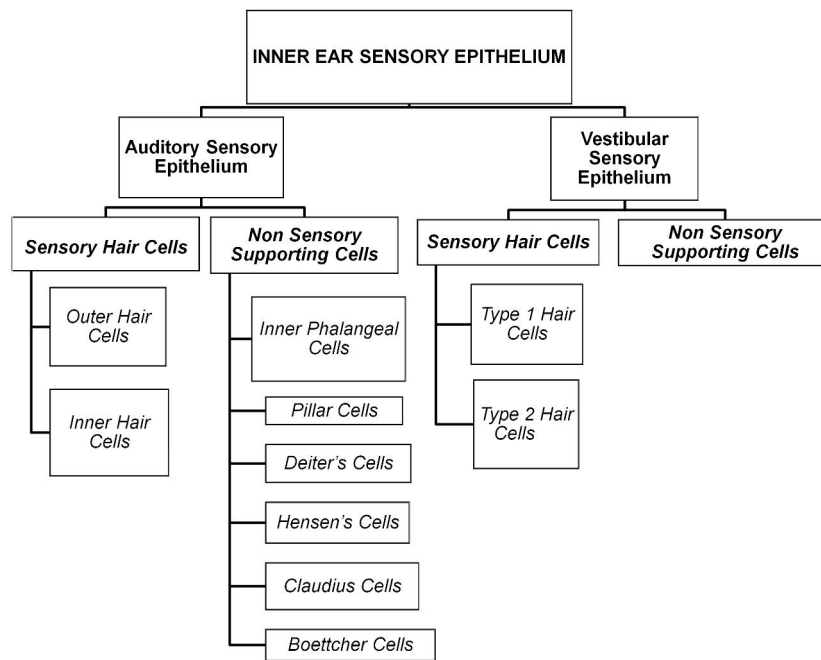 INNER EAR SENSORY EPITHELIUM
Auditory Sensory
Epithelium
Vestibular
Sensory
Epithelium
Sensory Hair Cells
Non Sensory
Supporting Cells
Sensory Hair Cells
Non Sensory
Supporting Cells
Outer Hair
Cells
Inner Hair
Cells
Inner Phalangeal
Cells
Pillar Cells
Deiter's Cells
Hensen's Cells
Claudius Cells
Boettcher Cells
Type 1 Hair
Cells
Type 2 Hair
Cells